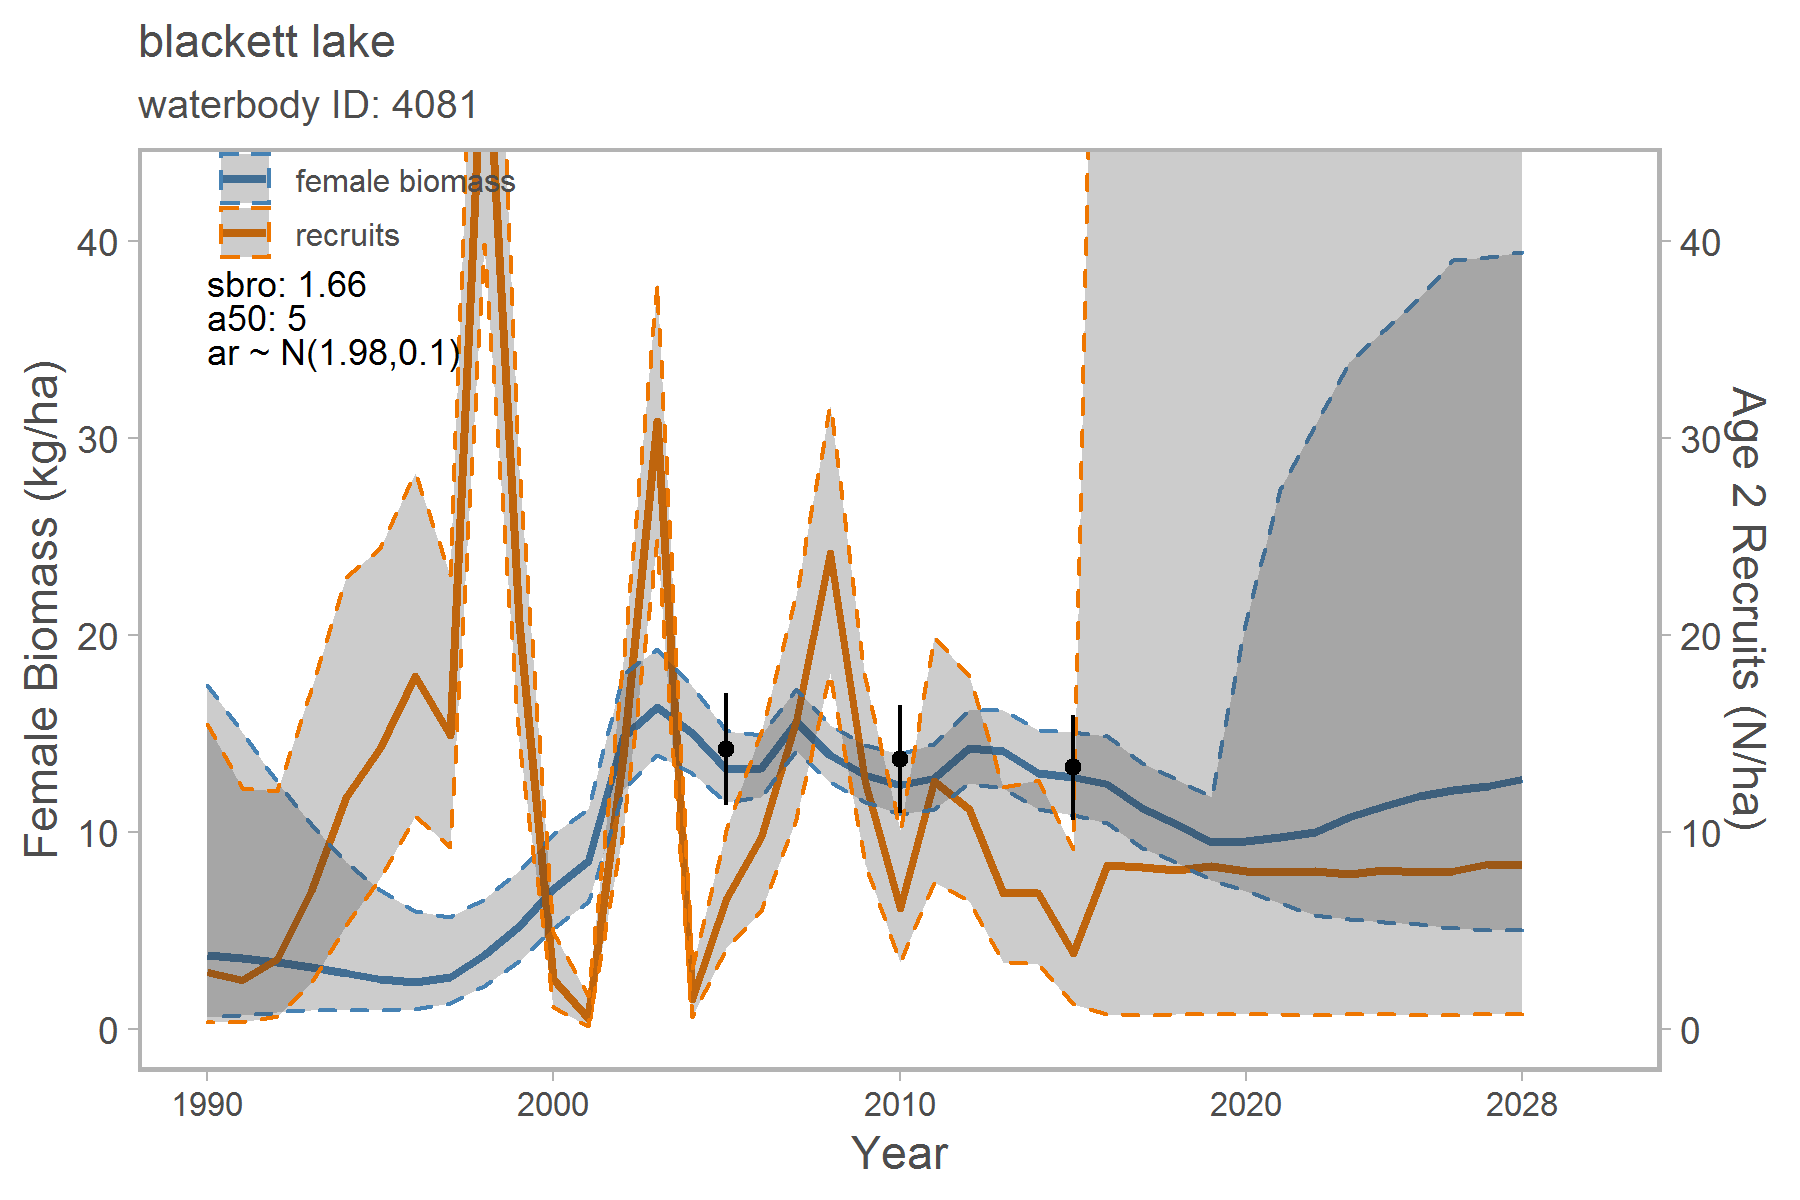 blackett lake
waterbody ID: 4081
female biomass
recruits
sbro: 1.66
a50: 5
ar ~ N(1.98,0.1)
Female Biomass (kg/ha)
40
30
20
10
0
40
30
20
10
0
Age 2 Recruits (N/ha)
1990 2000 2010 2020 2028
Year